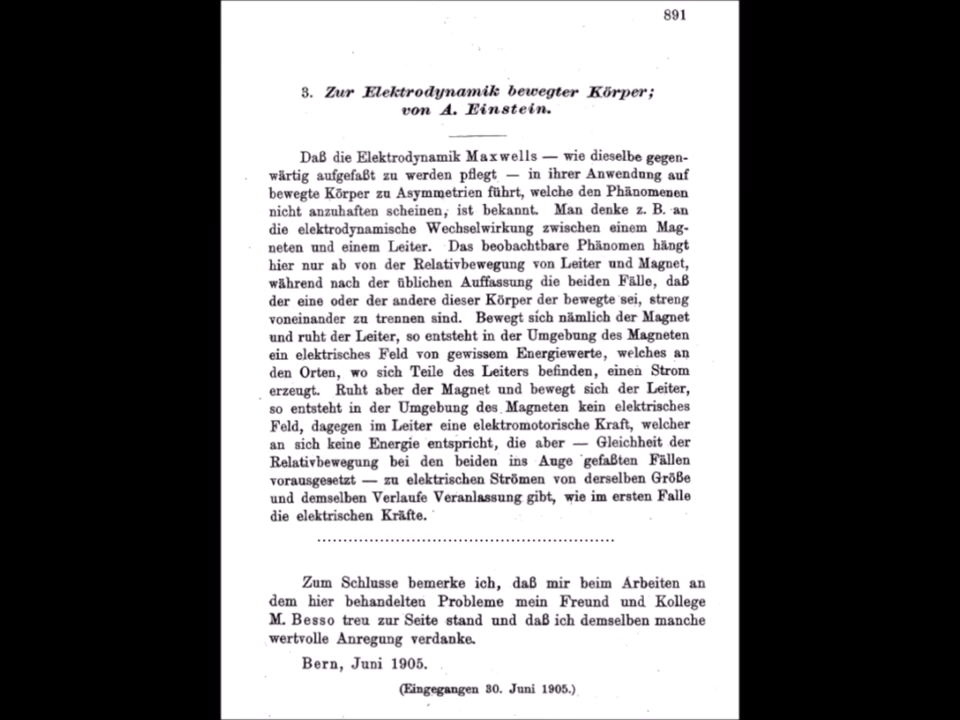 891
3. Zur Elektrodynamik bewegter Körper;
von A. Einstein.
Daß die Elektrodynamik Maxwells — wie dieselbe gegen-
wärtig aufgefaßt zu werden pflegt — in ihrer Anwendung auf
bewegte Körper zu Asymmetrien führt, welche den Phänomenen
nicht anzuhaften scheinen, ist bekannt. Man denke z. B. an
die elektrodynamische Wechselwirkung zwischen einem Mag-
neten und einem Leiter. Das beobachtbare Phänomen hängt
hier nur ab von der Relativbewegung von Leiter und Magnet,
während nach der üblichen Auffassung die beiden Fälle, daß
der eine oder der andere dieser Körper der bewegte sei, streng
voneinander zu trennen sind. Bewegt sich nämlich der Magnet
und ruht der Leiter, so entsteht in der Umgebung des Magneten
ein elektrisches Feld von gewissem Energiewerte, welches an
den Orten, wo sich Teile des Leiters befinden, einen Strom
erzeugt. Ruht aber der Magnet und bewegt sich der Leiter,
so entsteht in der Umgebung des Magneten kein elektrisches
Feld, dagegen im Leiter eine elektromotorische Kraft, welcher
an sich keine Energie entspricht, die aber — Gleichheit der
Relativbewegung bei den beiden ins Auge gefaßten Fällen
vorausgesetzt — zu elektrischen Strömen von derselben Größe
und demselben Verlaufe Veranlassung gibt, wie im ersten Falle
die elektrischen Kräfte.
Zum Schlusse bemerke ich, daß mir beim Arbeiten an
dem hier behandelten Probleme mein Freund und Kollege
M. Besso treu zur Seite stand und daß ich demselben manche
wertvolle Anregung verdanke.
Bern, Juni 1905.
(Eingegangen 30. Juni 1905.)